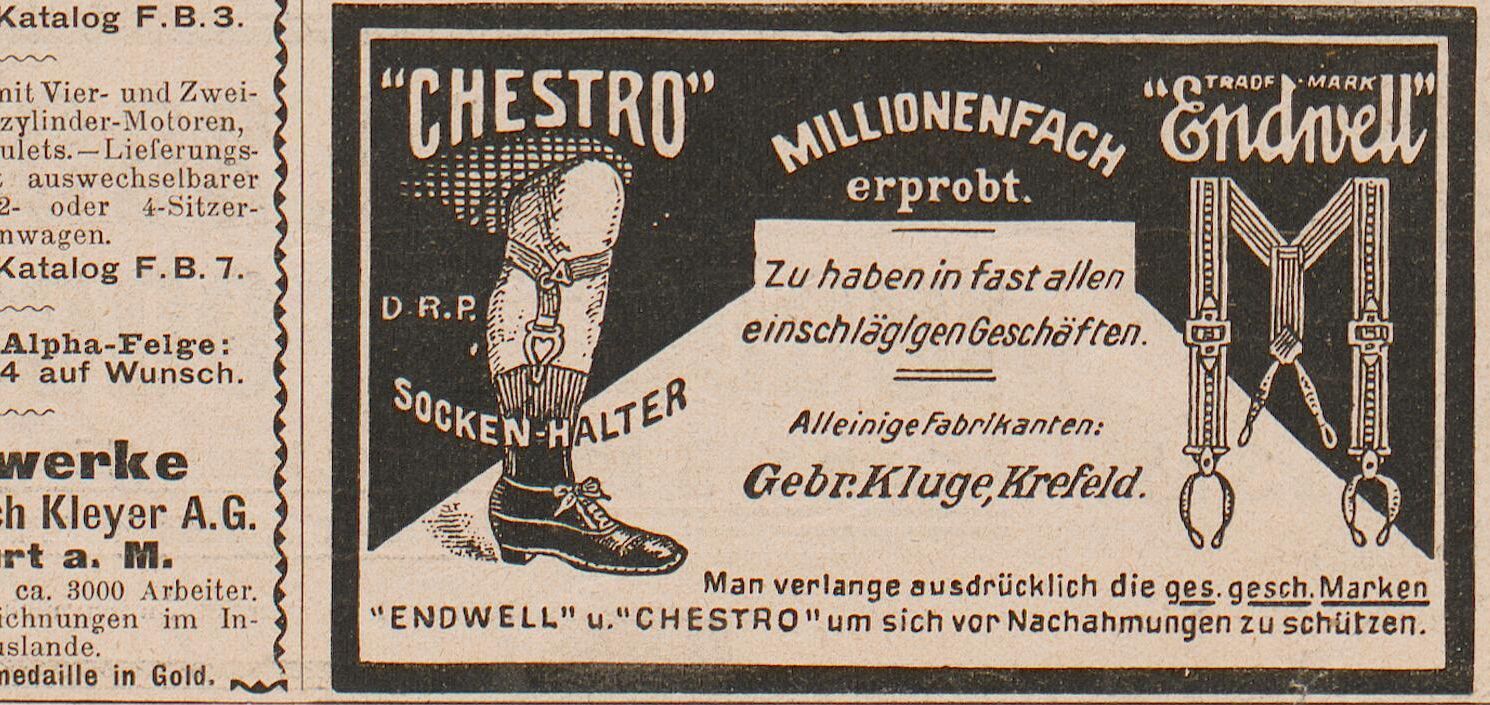 Katalog F. B. 3.
mit Vier- und Zwei-
zylinder-Motoren,
ulets. — Lieferungs-
auswechselbarer
2- oder 4-Sitzer-
nwagen.
Katalog F. B. 7.
Alpha-Felge:
4 auf Wunsch.
werke
ch Kleyer A.G.
rt a. M.
ca. 3000 Arbeiter.
ichnungen im In-
uslande.
medaille in Gold.
"CHESTRO"
D.R.P.
SOCKEN-HALTER
MILLIONENFACH
erprobt.
Zu haben in fast allen
einschlägigen Geschäften.
Alleinige Fabrikanten:
Gebr. Kluge, Krefeld.
TRADE MARK
"Endwell"
Man verlange ausdrücklich die ges. gesch. Marken
"ENDWELL" u. "CHESTRO" um sich vor Nachahmungen zu schützen.